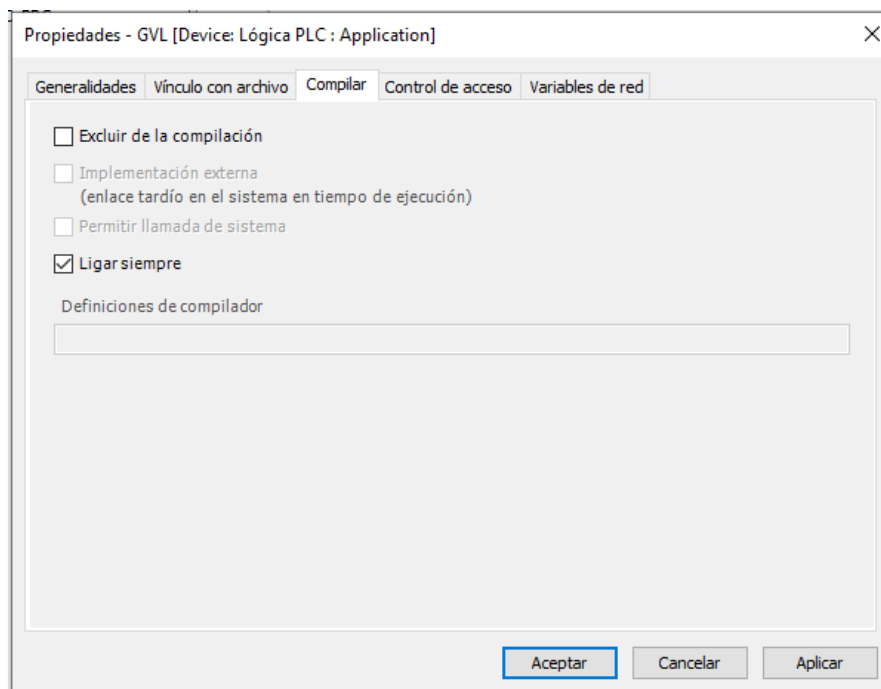 Propiedades - GVL [Device: Lógica PLC : Application]
Generalidades Vínculo con archivo Compilar Control de acceso Variables de red
Excluir de la compilación
Implementación externa
(enlace tardío en el sistema en tiempo de ejecución)
Permitir llamada de sistema
Ligar siempre
Definiciones de compilador
Aceptar Cancelar Aplicar